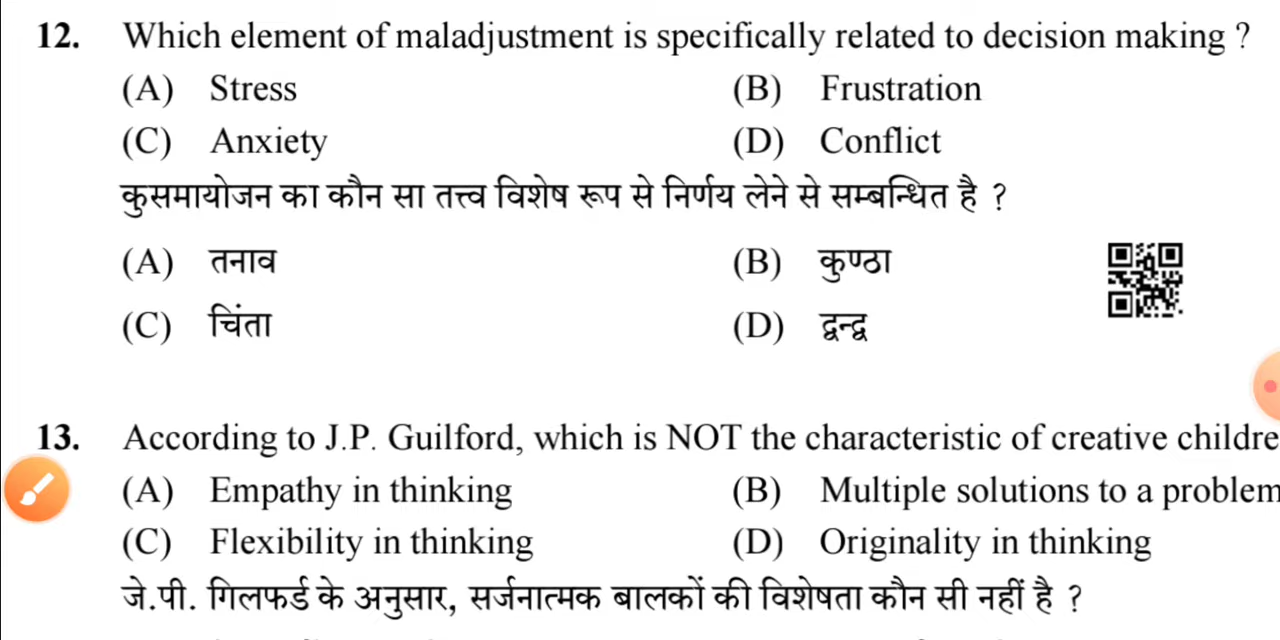 12. Which element of maladjustment is specifically related to decision making ?
(A) Stress (B) Frustration
(C) Anxiety (D) Conflict
कुसमायोजन का कौन सा तत्त्व विशेष रूप से निर्णय लेने से सम्बन्धित है ?
(A) तनाव (B) कुण्ठा
(C) चिंता (D) द्वन्द्व
13. According to J.P. Guilford, which is NOT the characteristic of creative childre
(A) Empathy in thinking (B) Multiple solutions to a problem
(C) Flexibility in thinking (D) Originality in thinking
जे.पी. गिलफर्ड के अनुसार, सर्जनात्मक बालकों की विशेषता कौन सी नहीं है ?